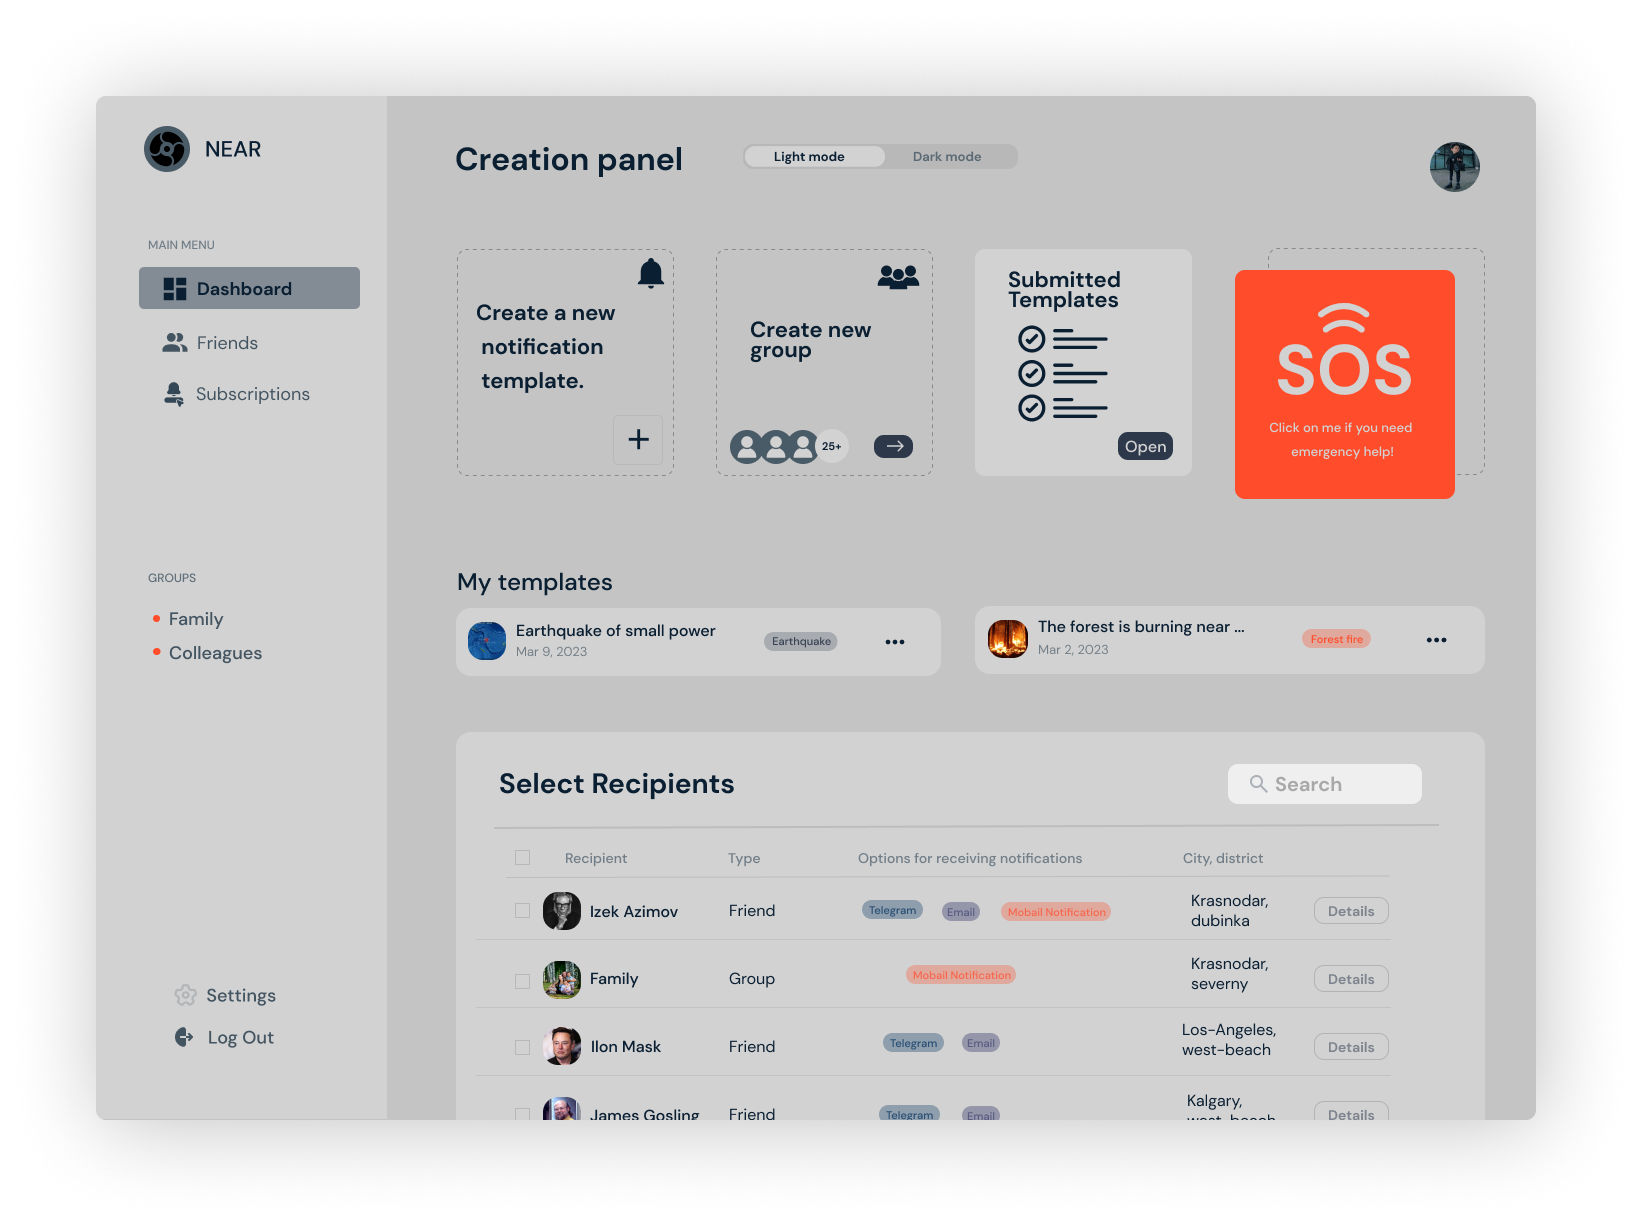 NEAR
MAIN MENU
Dashboard
Friends
Subscriptions
GROUPS
Family
Colleagues
Settings
Log Out
Creation panel
Light mode
Dark mode
Create a new
notification
template.
Create new
group
25+
Submitted
Templates
Open
SOS
Click on me if you need
emergency help!
My templates
Earthquake of small power
Mar 9, 2023
Earthquake
The forest is burning near ...
Mar 2, 2023
Forest fire
Select Recipients
Search
Recipient Type Options for receiving notifications City, district
Izek Azimov Friend Telegram Email Mobail Notification Krasnodar,
dubinka
Details
Family Group Mobail Notification Krasnodar,
severny
Details
Ilon Mask Friend Telegram Email Los-Angeles,
west-beach
Details
James Gosling Friend Telegram Email Kalgary,
west-beach
Details